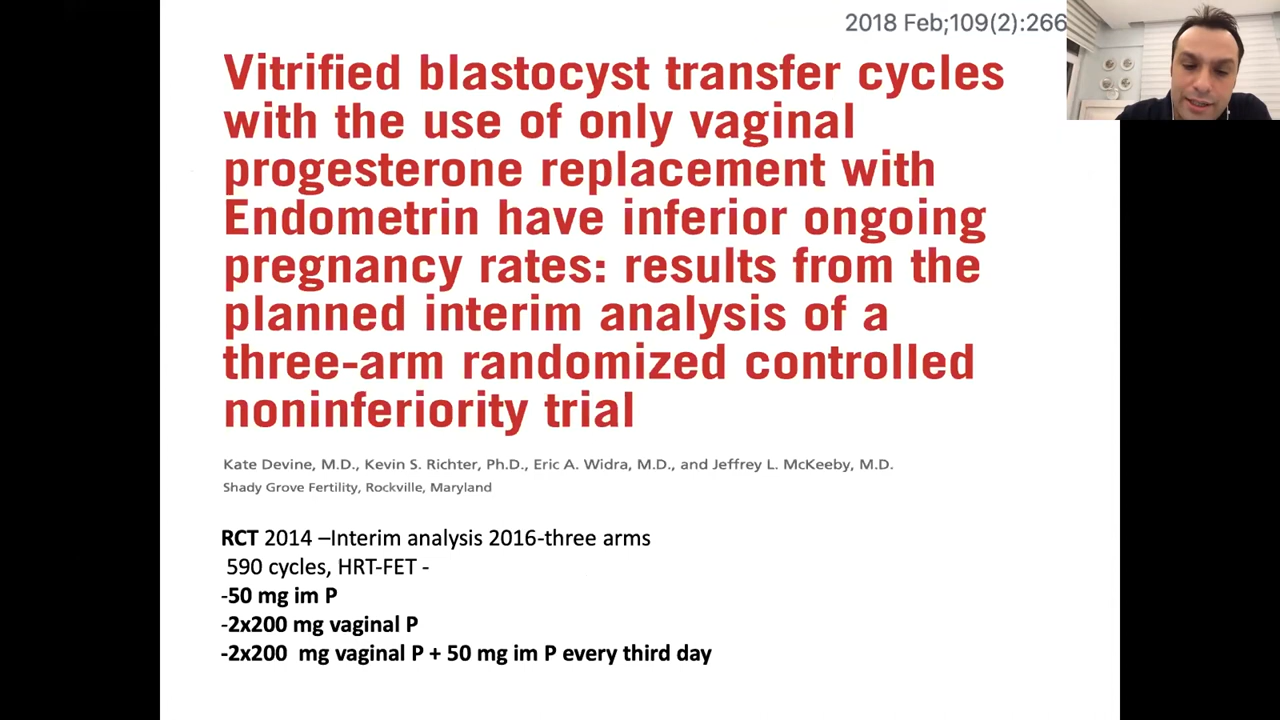 2018 Feb;109(2):266
Vitrified blastocyst transfer cycles
with the use of only vaginal
progesterone replacement with
Endometrin have inferior ongoing
pregnancy rates: results from the
planned interim analysis of a
three-arm randomized controlled
noninferiority trial
Kate Devine, M.D., Kevin S. Richter, Ph.D., Eric A. Widra, M.D., and Jeffrey L. McKeeby, M.D.
Shady Grove Fertility, Rockville, Maryland
RCT 2014 –Interim analysis 2016-three arms
590 cycles, HRT-FET -
-50 mg im P
-2x200 mg vaginal P
-2x200 mg vaginal P + 50 mg im P every third day